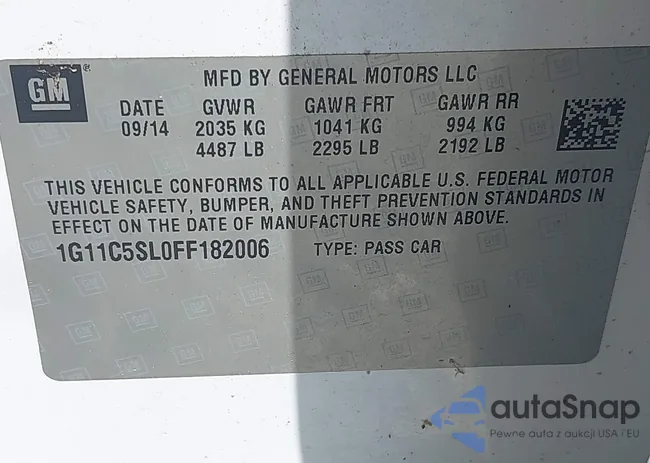 GM
MFD BY GENERAL MOTORS LLC
DATE GVWR GAWR FRT GAWR RR
09/14 2035 KG 1041 KG 994 KG
4487 LB 2295 LB 2192 LB
THIS VEHICLE CONFORMS TO ALL APPLICABLE U.S. FEDERAL MOTOR
VEHICLE SAFETY, BUMPER, AND THEFT PREVENTION STANDARDS IN
EFFECT ON THE DATE OF MANUFACTURE SHOWN ABOVE.
1G11C5SL0FF182006 TYPE: PASS CAR
autaSnap
Pewne auta z aukcji USA i EU